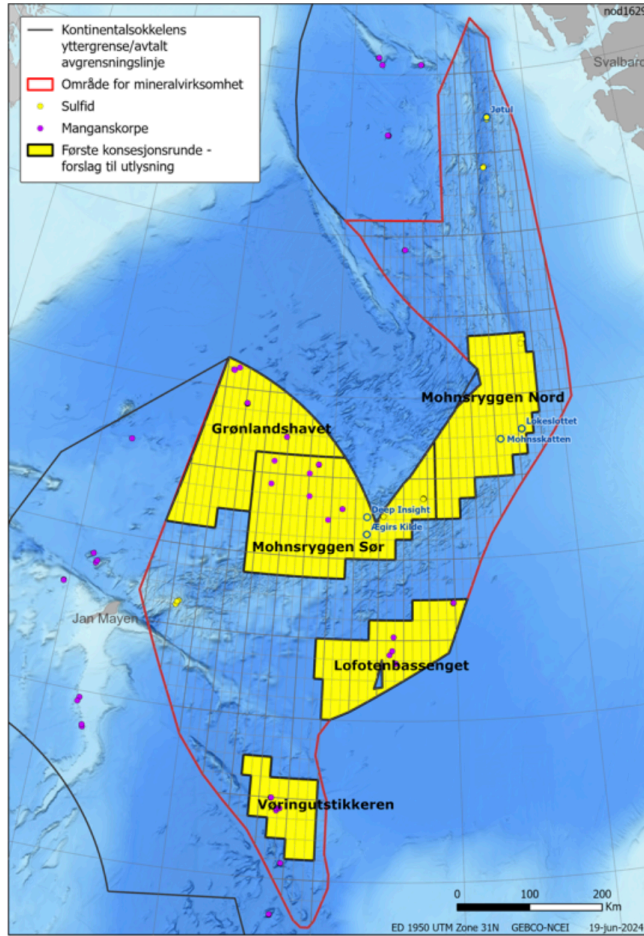 nod1629
Kontinentalsokkelens
yttergrense/avtalt
avgrensningslinje
Område for mineralvirksomhet
Sulfid
Manganskorpe
Første konsesjonsrunde -
forslag til utlysning
Svalbard
Jøtul
Mohnsryggen Nord
Lokeslottet
Mohnsskatten
Grønlandshavet
Deep Insight
Ægirs Kilde
Mohnsryggen Sør
Jan Mayen
Lofotenbassenget
Vøringutstikkeren
0 100 200
Km
ED 1950 UTM Zone 31N GEBCO-NCEI 19-jun-2024